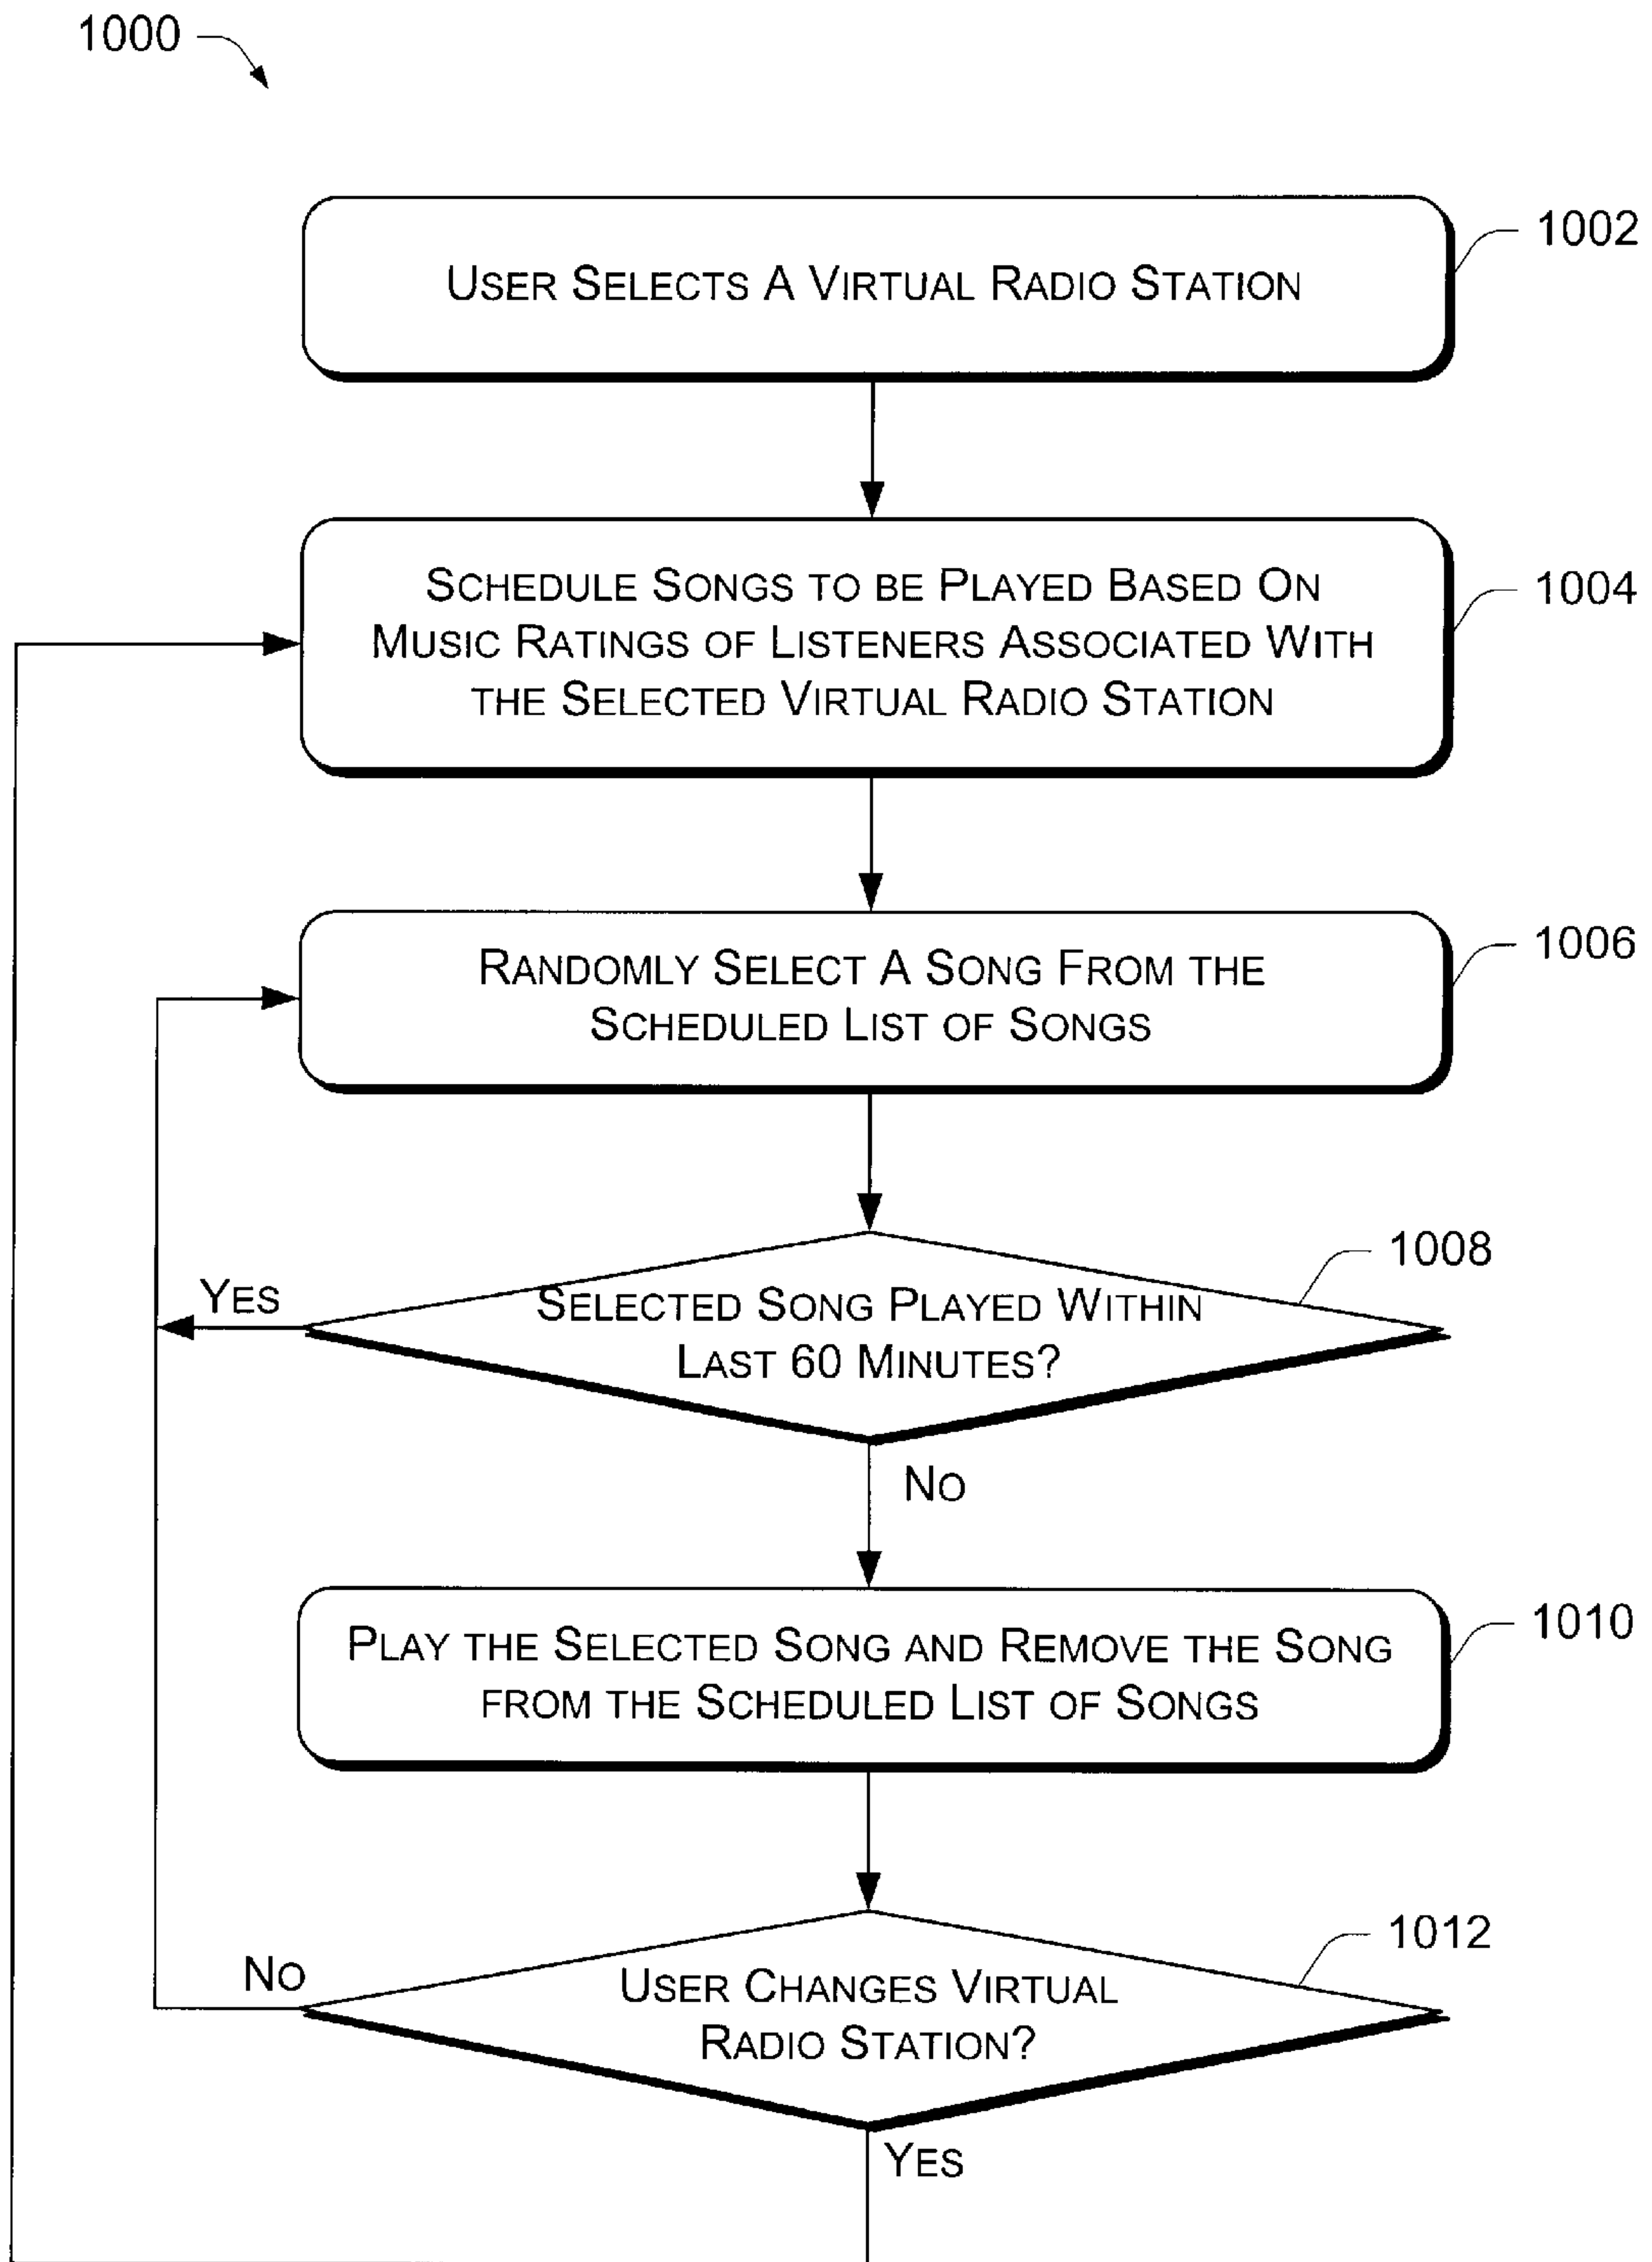 1000
USER SELECTS A VIRTUAL RADIO STATION
1002
SCHEDULE SONGS TO BE PLAYED BASED ON
MUSIC RATINGS OF LISTENERS ASSOCIATED WITH
THE SELECTED VIRTUAL RADIO STATION
1004
RANDOMLY SELECT A SONG FROM THE
SCHEDULED LIST OF SONGS
1006
SELECTED SONG PLAYED WITHIN
LAST 60 MINUTES?
1008
YES
NO
PLAY THE SELECTED SONG AND REMOVE THE SONG
FROM THE SCHEDULED LIST OF SONGS
1010
USER CHANGES VIRTUAL
RADIO STATION?
1012
NO
YES